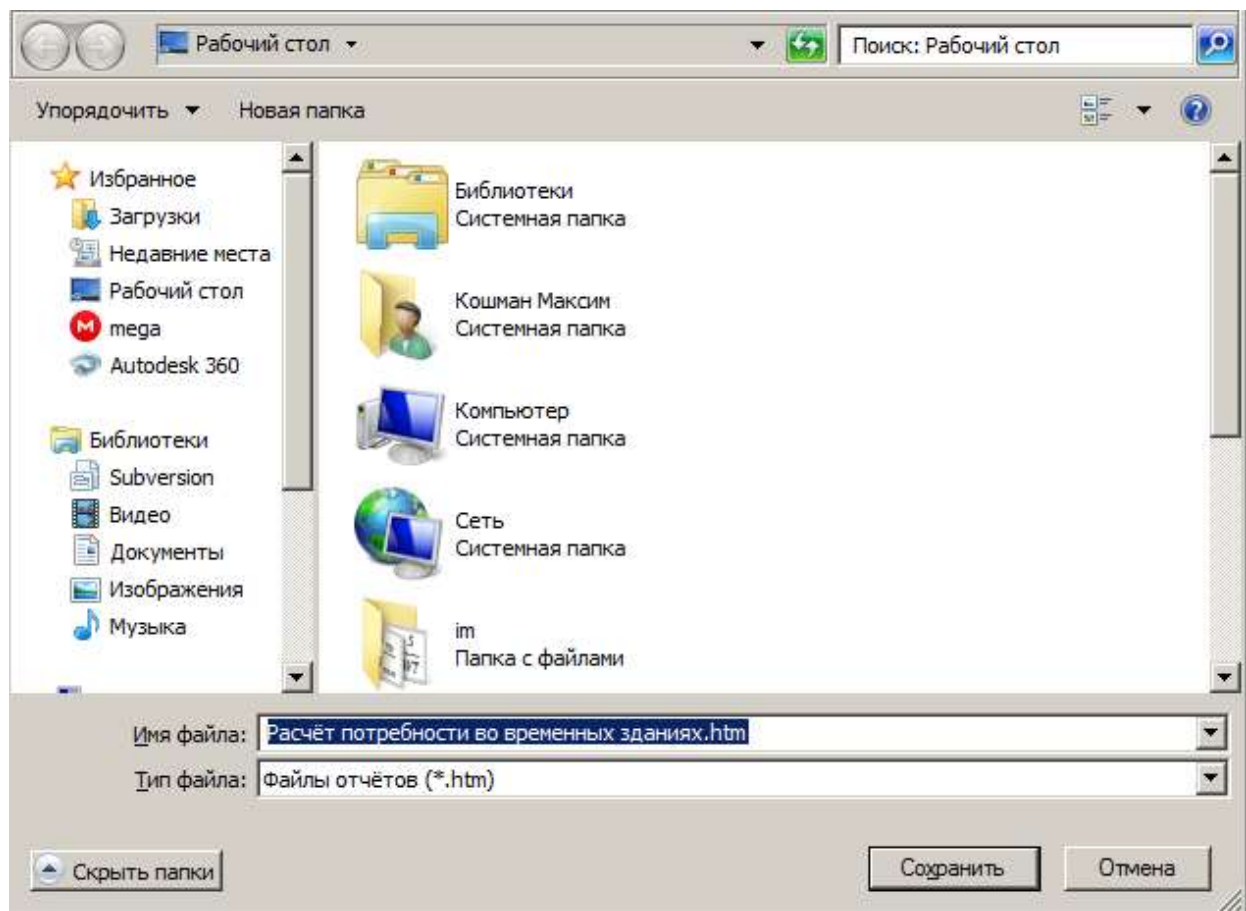 Рабочий стол
Поиск: Рабочий стол
Упорядочить
Новая папка
Избранное
Загрузки
Недавние места
Рабочий стол
mega
Autodesk 360
Библиотеки
Subversion
Видео
Документы
Изображения
Музыка
Библиотеки
Системная папка
Кошман Максим
Системная папка
Компьютер
Системная папка
Сеть
Системная папка
im
Папка с файлами
Имя файла: Расчёт потребности во временных зданиях.htm
Тип файла: Файлы отчётов (*.htm)
Скрыть папки
Сохранить
Отмена